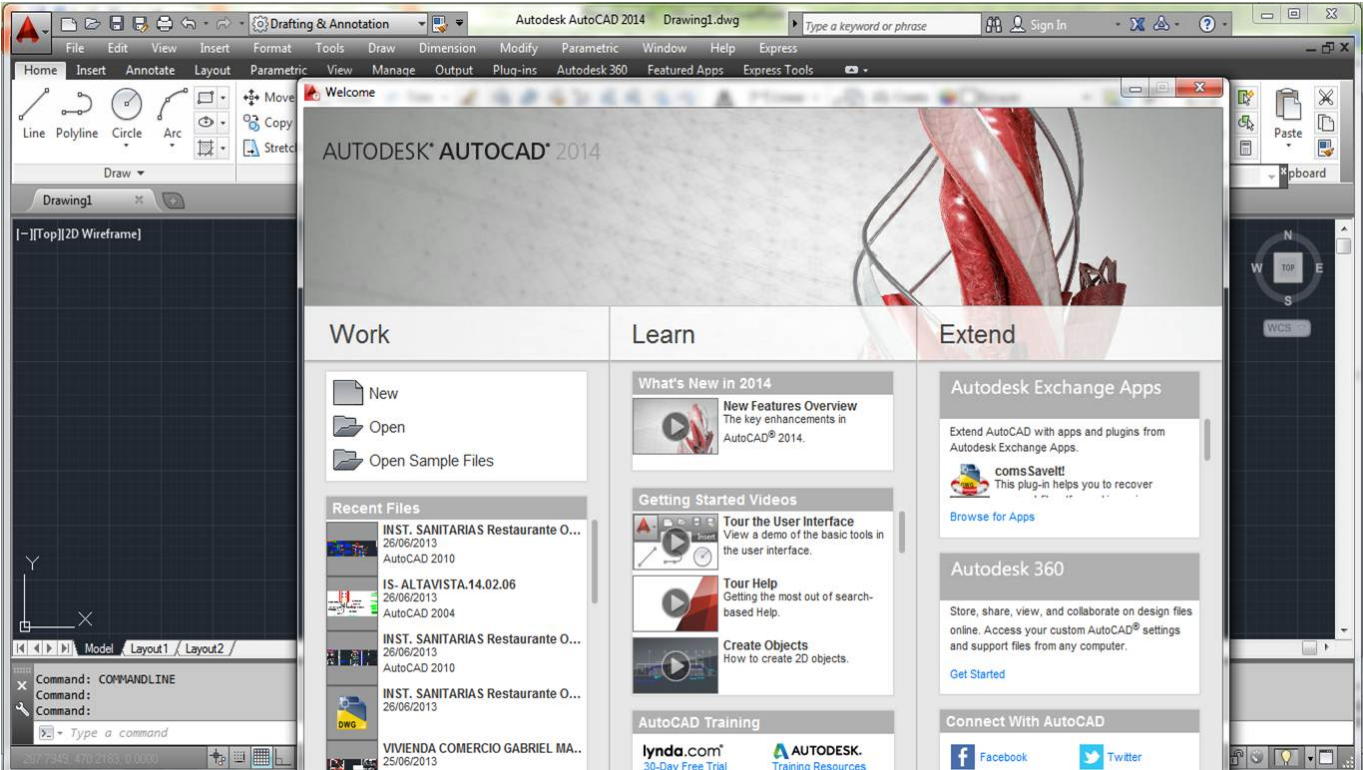 Drafting & Annotation
Autodesk AutoCAD 2014 Drawing1.dwg
Type a keyword or phrase
Sign In
File Edit View Insert Format Tools Draw Dimension Modify Parametric Window Help Express
Home Insert Annotate Layout Parametric View Manage Output Plug-ins Autodesk 360 Featured Apps Express Tools
Line Polyline Circle Arc
Move
Copy
Stretc
Draw
Paste
pboard
Drawing1
[−][Top][2D Wireframe]
N
W TOP E
S
WCS
Y
X
Model Layout1 Layout2
Command: COMMANDLINE
Command:
Command:
Type a command
297.7949, 470.2183, 0.0000
Welcome
AUTODESK® AUTOCAD® 2014
Work
New
Open
Open Sample Files
Recent Files
INST. SANITARIAS Restaurante O...
26/06/2013
AutoCAD 2010
IS- ALTAVISTA.14.02.06
26/06/2013
AutoCAD 2004
INST. SANITARIAS Restaurante O...
26/06/2013
AutoCAD 2010
INST. SANITARIAS Restaurante O...
26/06/2013
DWG
VIVIENDA COMERCIO GABRIEL MA..
25/06/2013
Learn
What's New in 2014
New Features Overview
The key enhancements in
AutoCAD® 2014.
Getting Started Videos
Tour the User Interface
View a demo of the basic tools in
the user interface.
Insert
Tour Help
Getting the most out of search-
based Help.
Create Objects
How to create 2D objects.
AutoCAD Training
lynda.com®
30-Day Free Trial
AUTODESK.
Training Resources
Extend
Autodesk Exchange Apps
Extend AutoCAD with apps and plugins from
Autodesk Exchange Apps.
DWG
comsSaveIt!
This plug-in helps you to recover
Browse for Apps
Autodesk 360
Store, share, view, and collaborate on design files
online. Access your custom AutoCAD® settings
and support files from any computer.
Get Started
Connect With AutoCAD
Facebook
Twitter